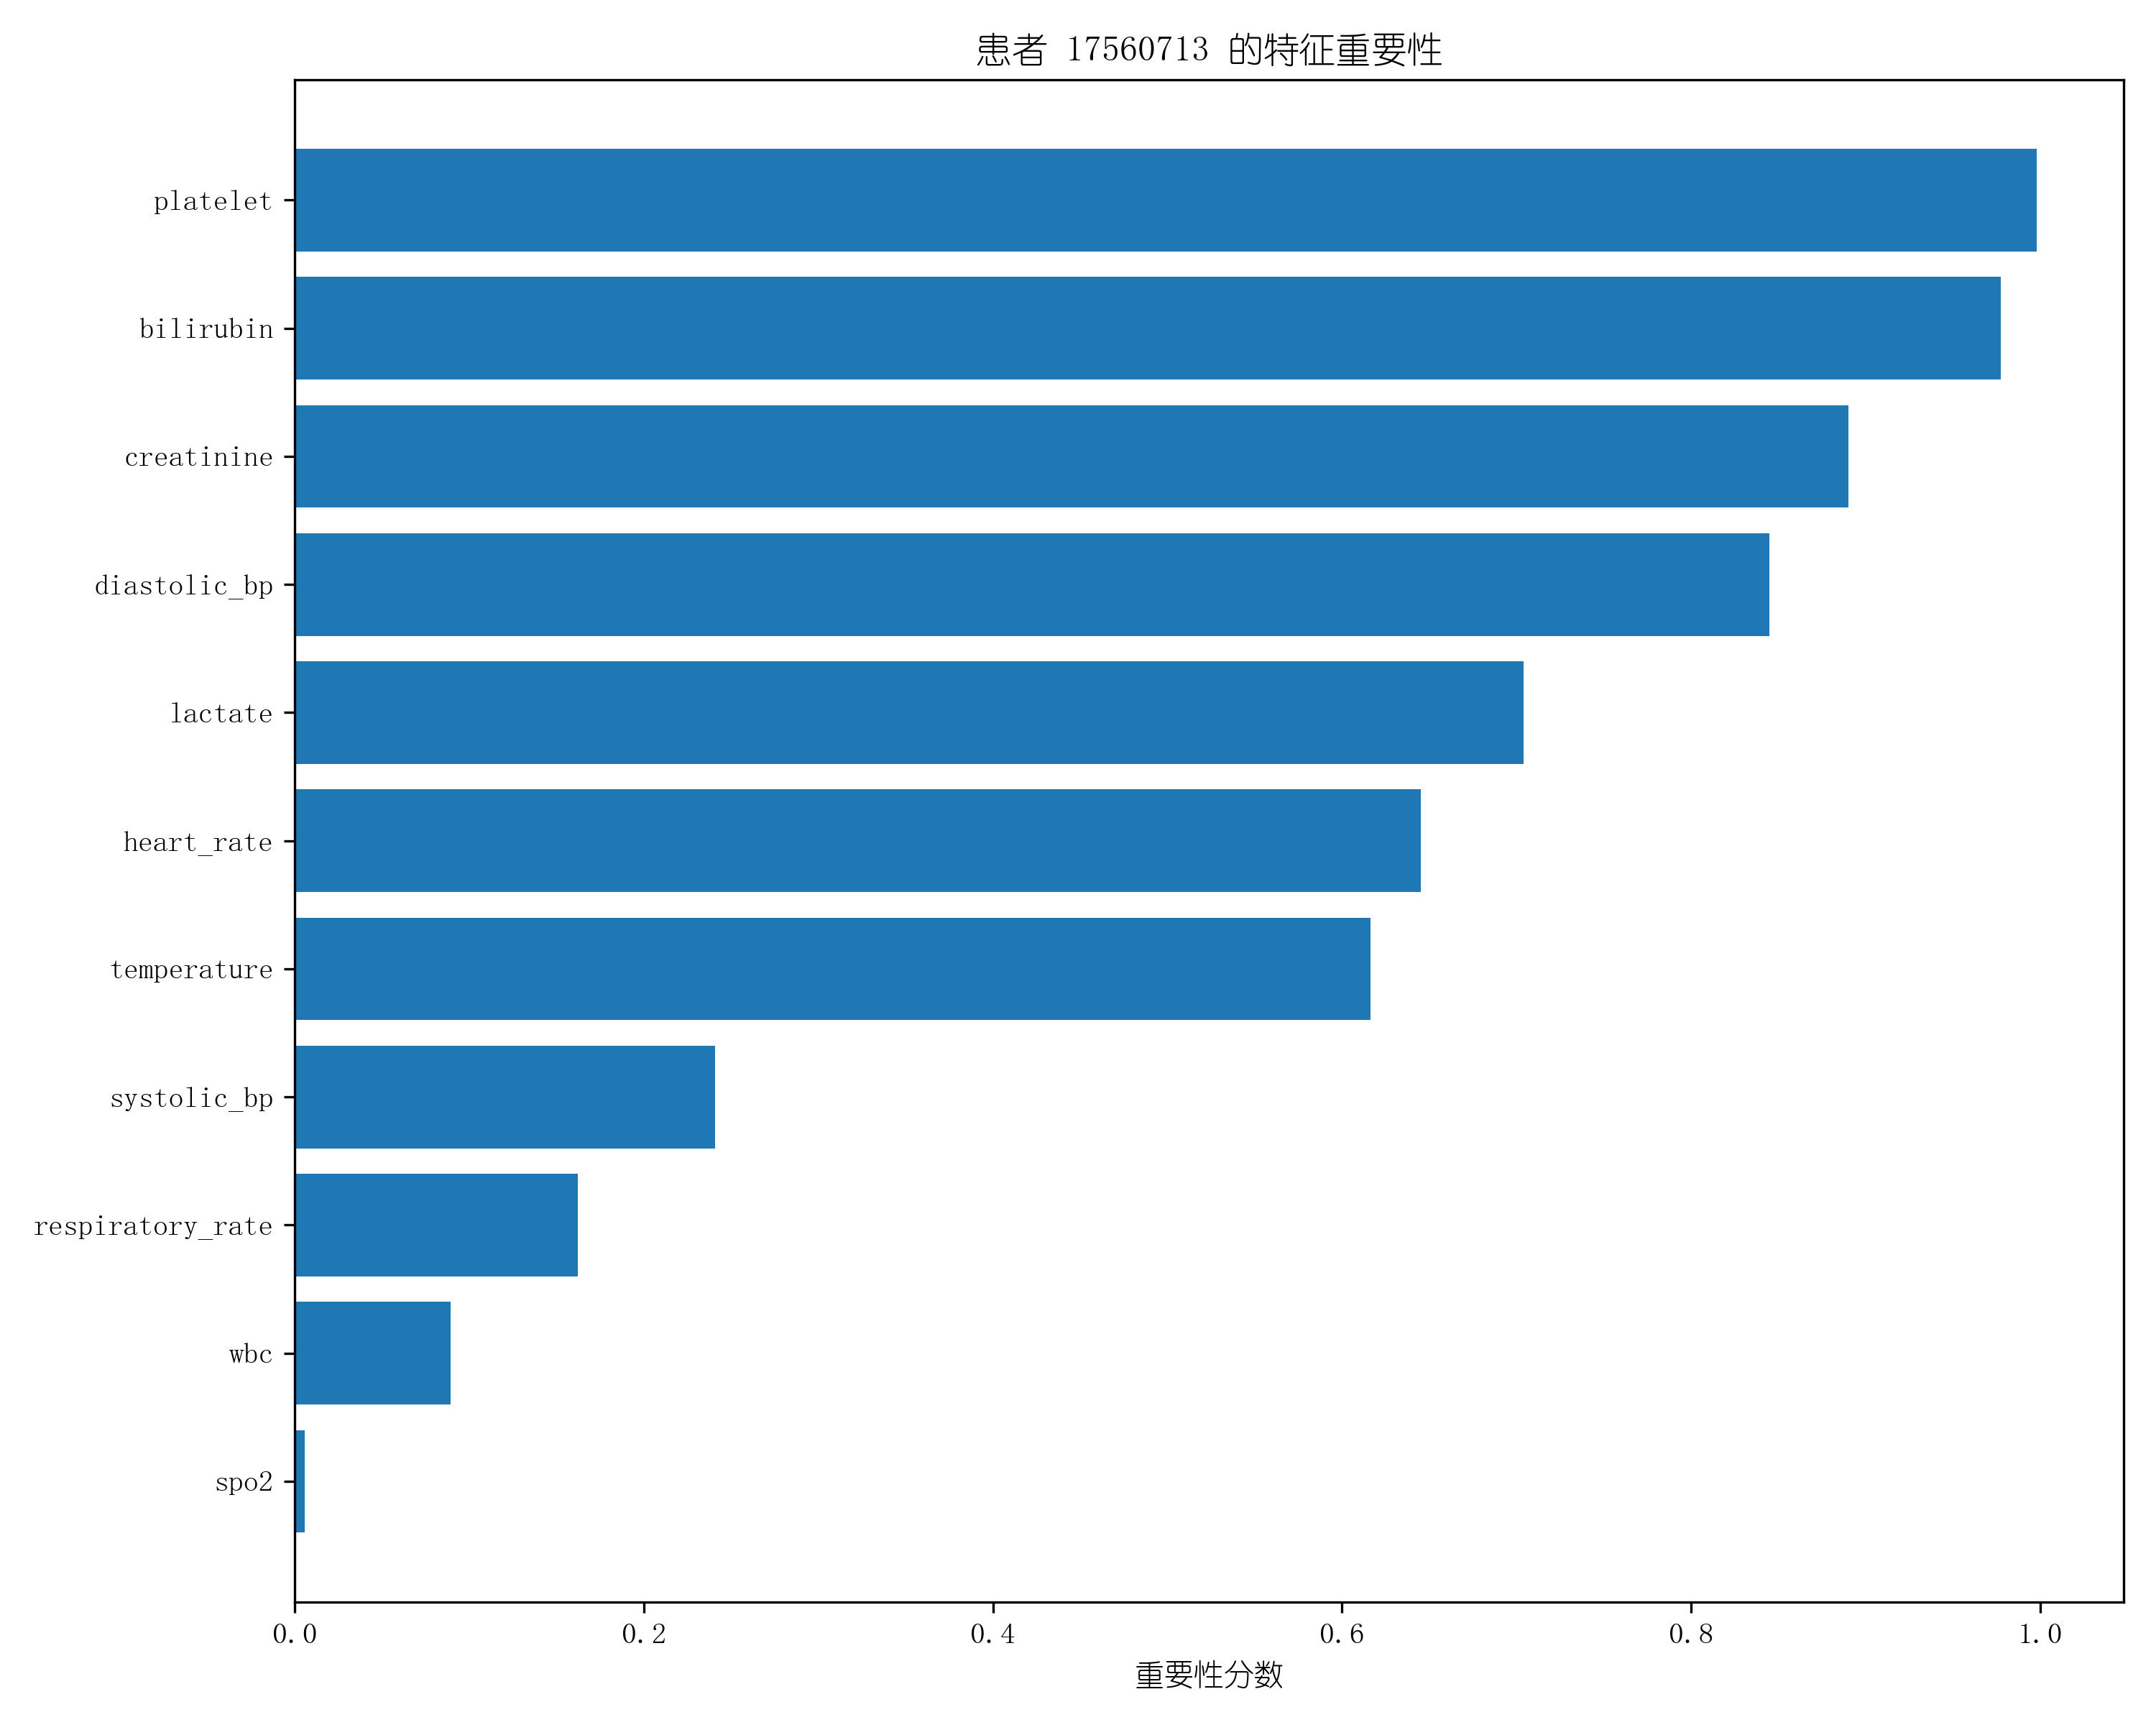 患者 17560713 的特征重要性
platelet
bilirubin
creatinine
diastolic_bp
lactate
heart_rate
temperature
systolic_bp
respiratory_rate
wbc
spo2
0.0 0.2 0.4 0.6 0.8 1.0
重要性分数